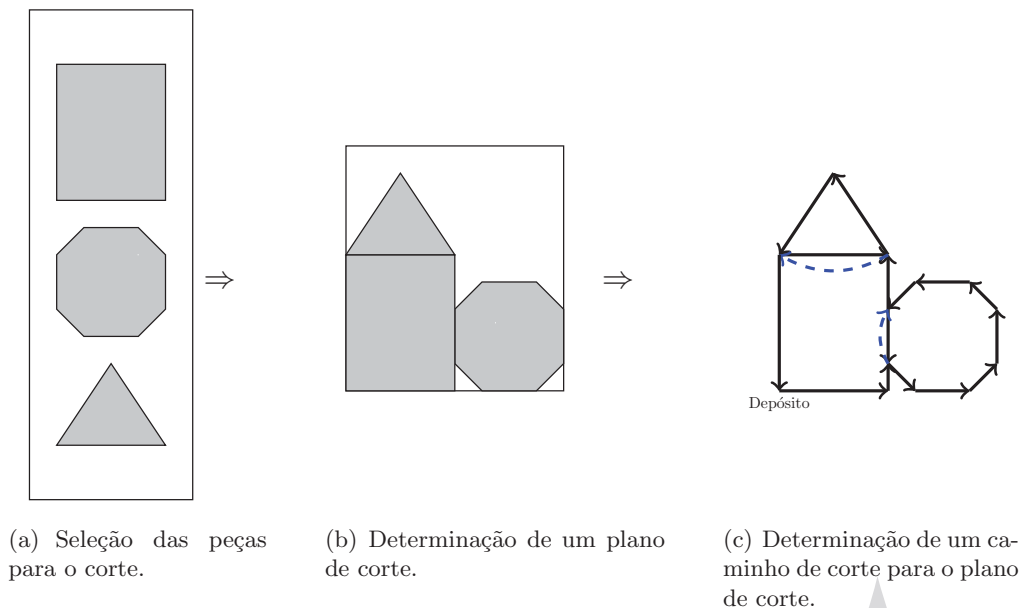 ⇒
⇒
Depósito
(a) Seleção das peças
para o corte.
(b) Determinação de um plano
de corte.
(c) Determinação de um ca-
minho de corte para o plano
de corte.